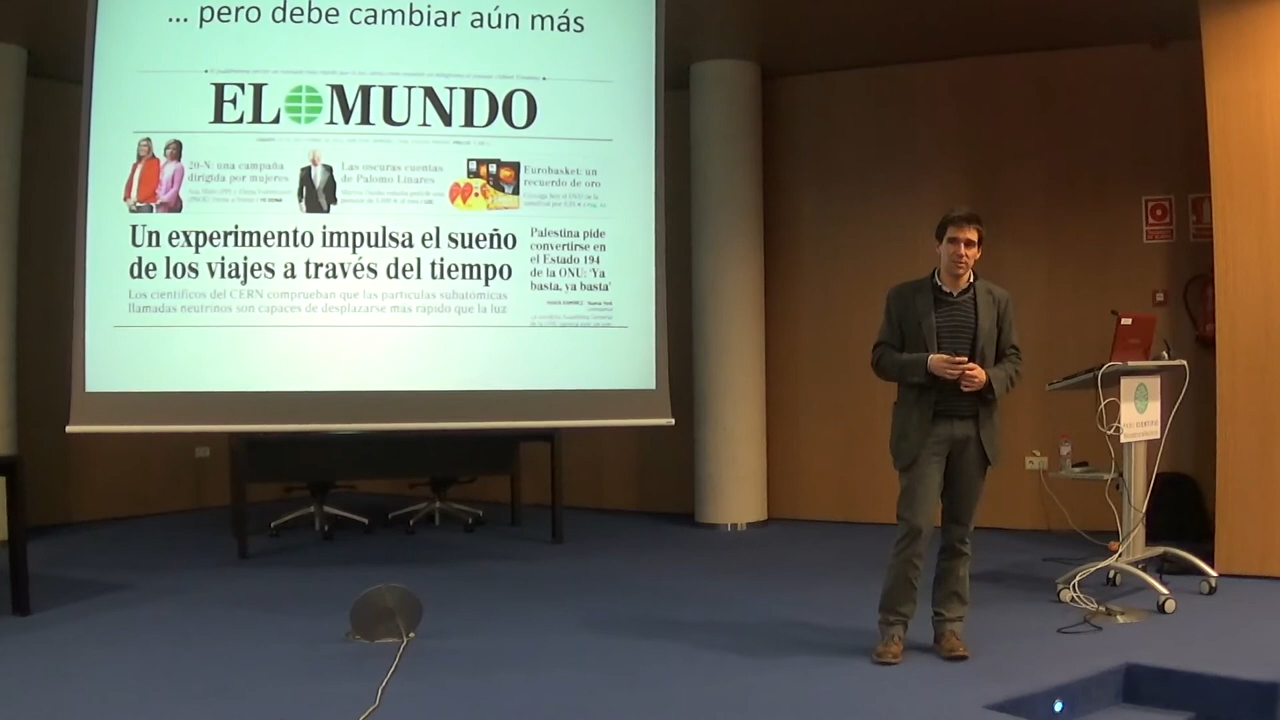 ... pero debe cambiar aún más
EL MUNDO
20-N: una campaña
dirigida por mujeres
Las oscuras cuentas
de Palomo Linares
Eurobasket: un
recuerdo de oro
Un experimento impulsa el sueño
de los viajes a través del tiempo
Los científicos del CERN comprueban que las partículas subatómicas
llamadas neutrinos son capaces de desplazarse más rápido que la luz
Palestina pide
convertirse en
el Estado 194
de la ONU: 'Ya
basta, ya basta'